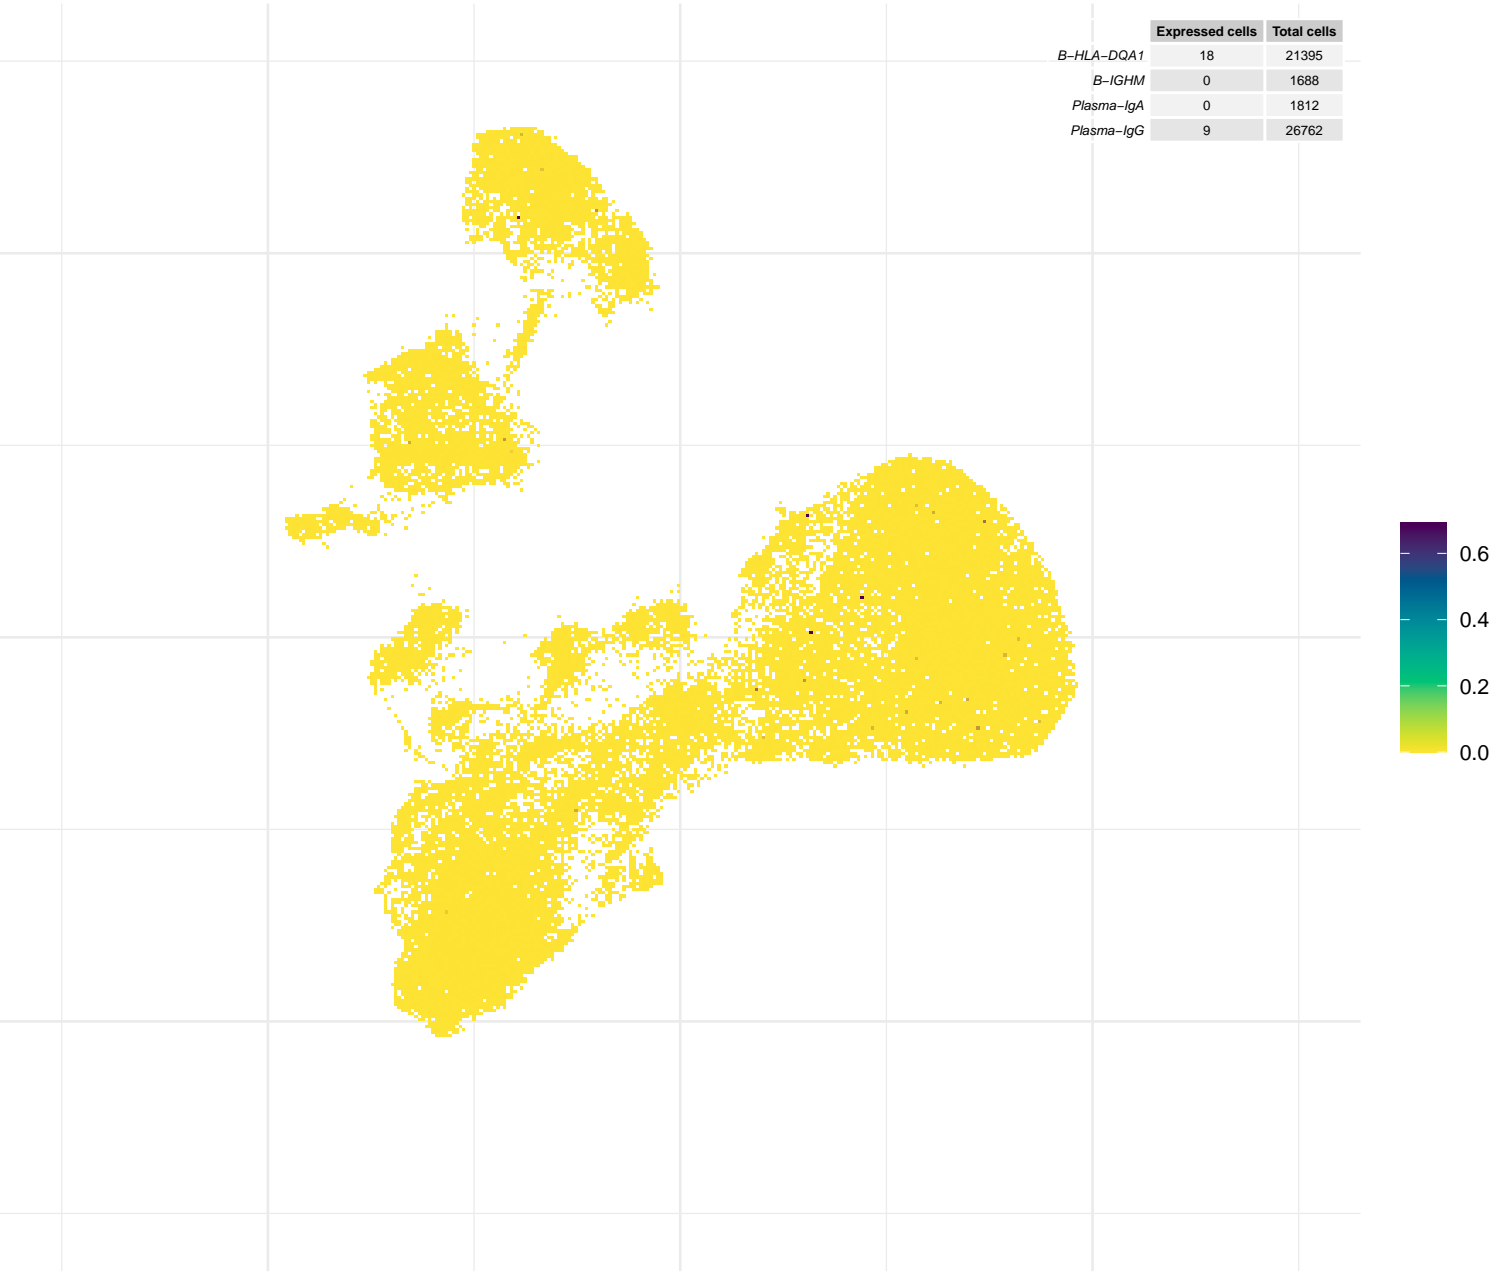 Expressed cells Total cells
B−HLA−DQA1 18 21395
B−IGHM 0 1688
Plasma−IgA 0 1812
Plasma−IgG 9 26762
0.6
0.4
0.2
0.0